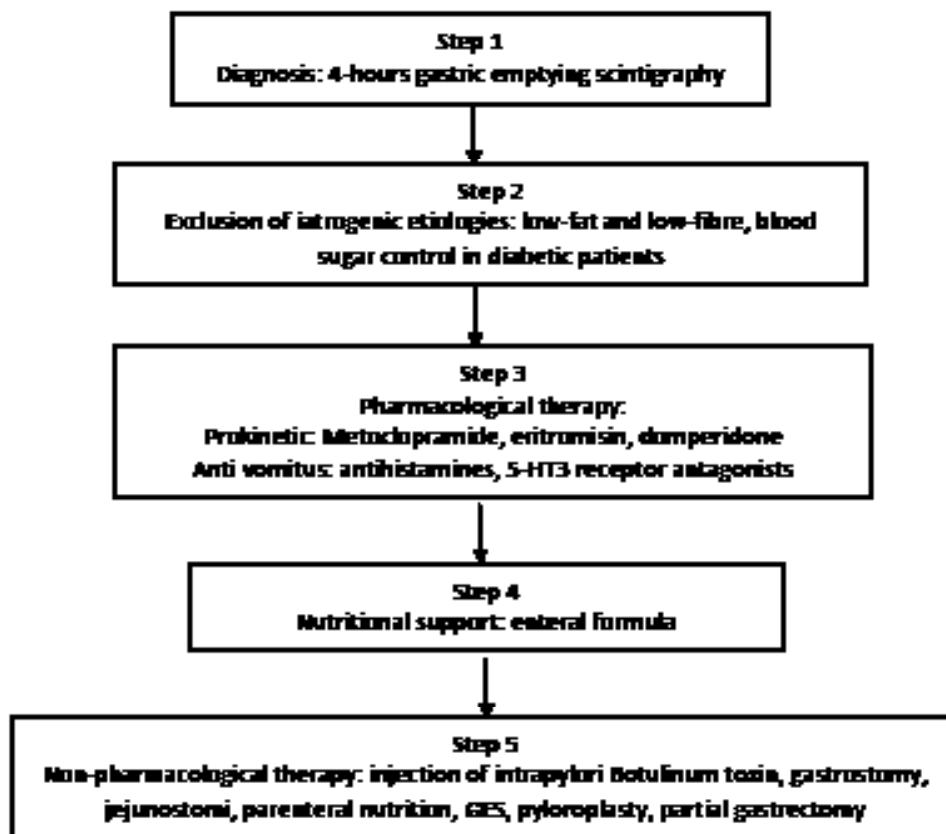 Step 1
Diagnosis: 4-hours gastric emptying scintigraphy
Step 2
Exclusion of iatrogenic etiologies: low-fat and low-fibre, blood
sugar control in diabetic patients
Step 3
Pharmacological therapy:
Prokinetic: Metoclopramide, eritromisin, domperidone
Anti vomitus: antihistamines, 5-HT3 receptor antagonists
Step 4
Nutritional support: enteral formula
Step 5
Non-pharmacological therapy: injection of intrapylori Botulinum toxin, gastrostomy,
jejunostomi, parenteral nutrition, GES, pyloroplasty, partial gastrectomy